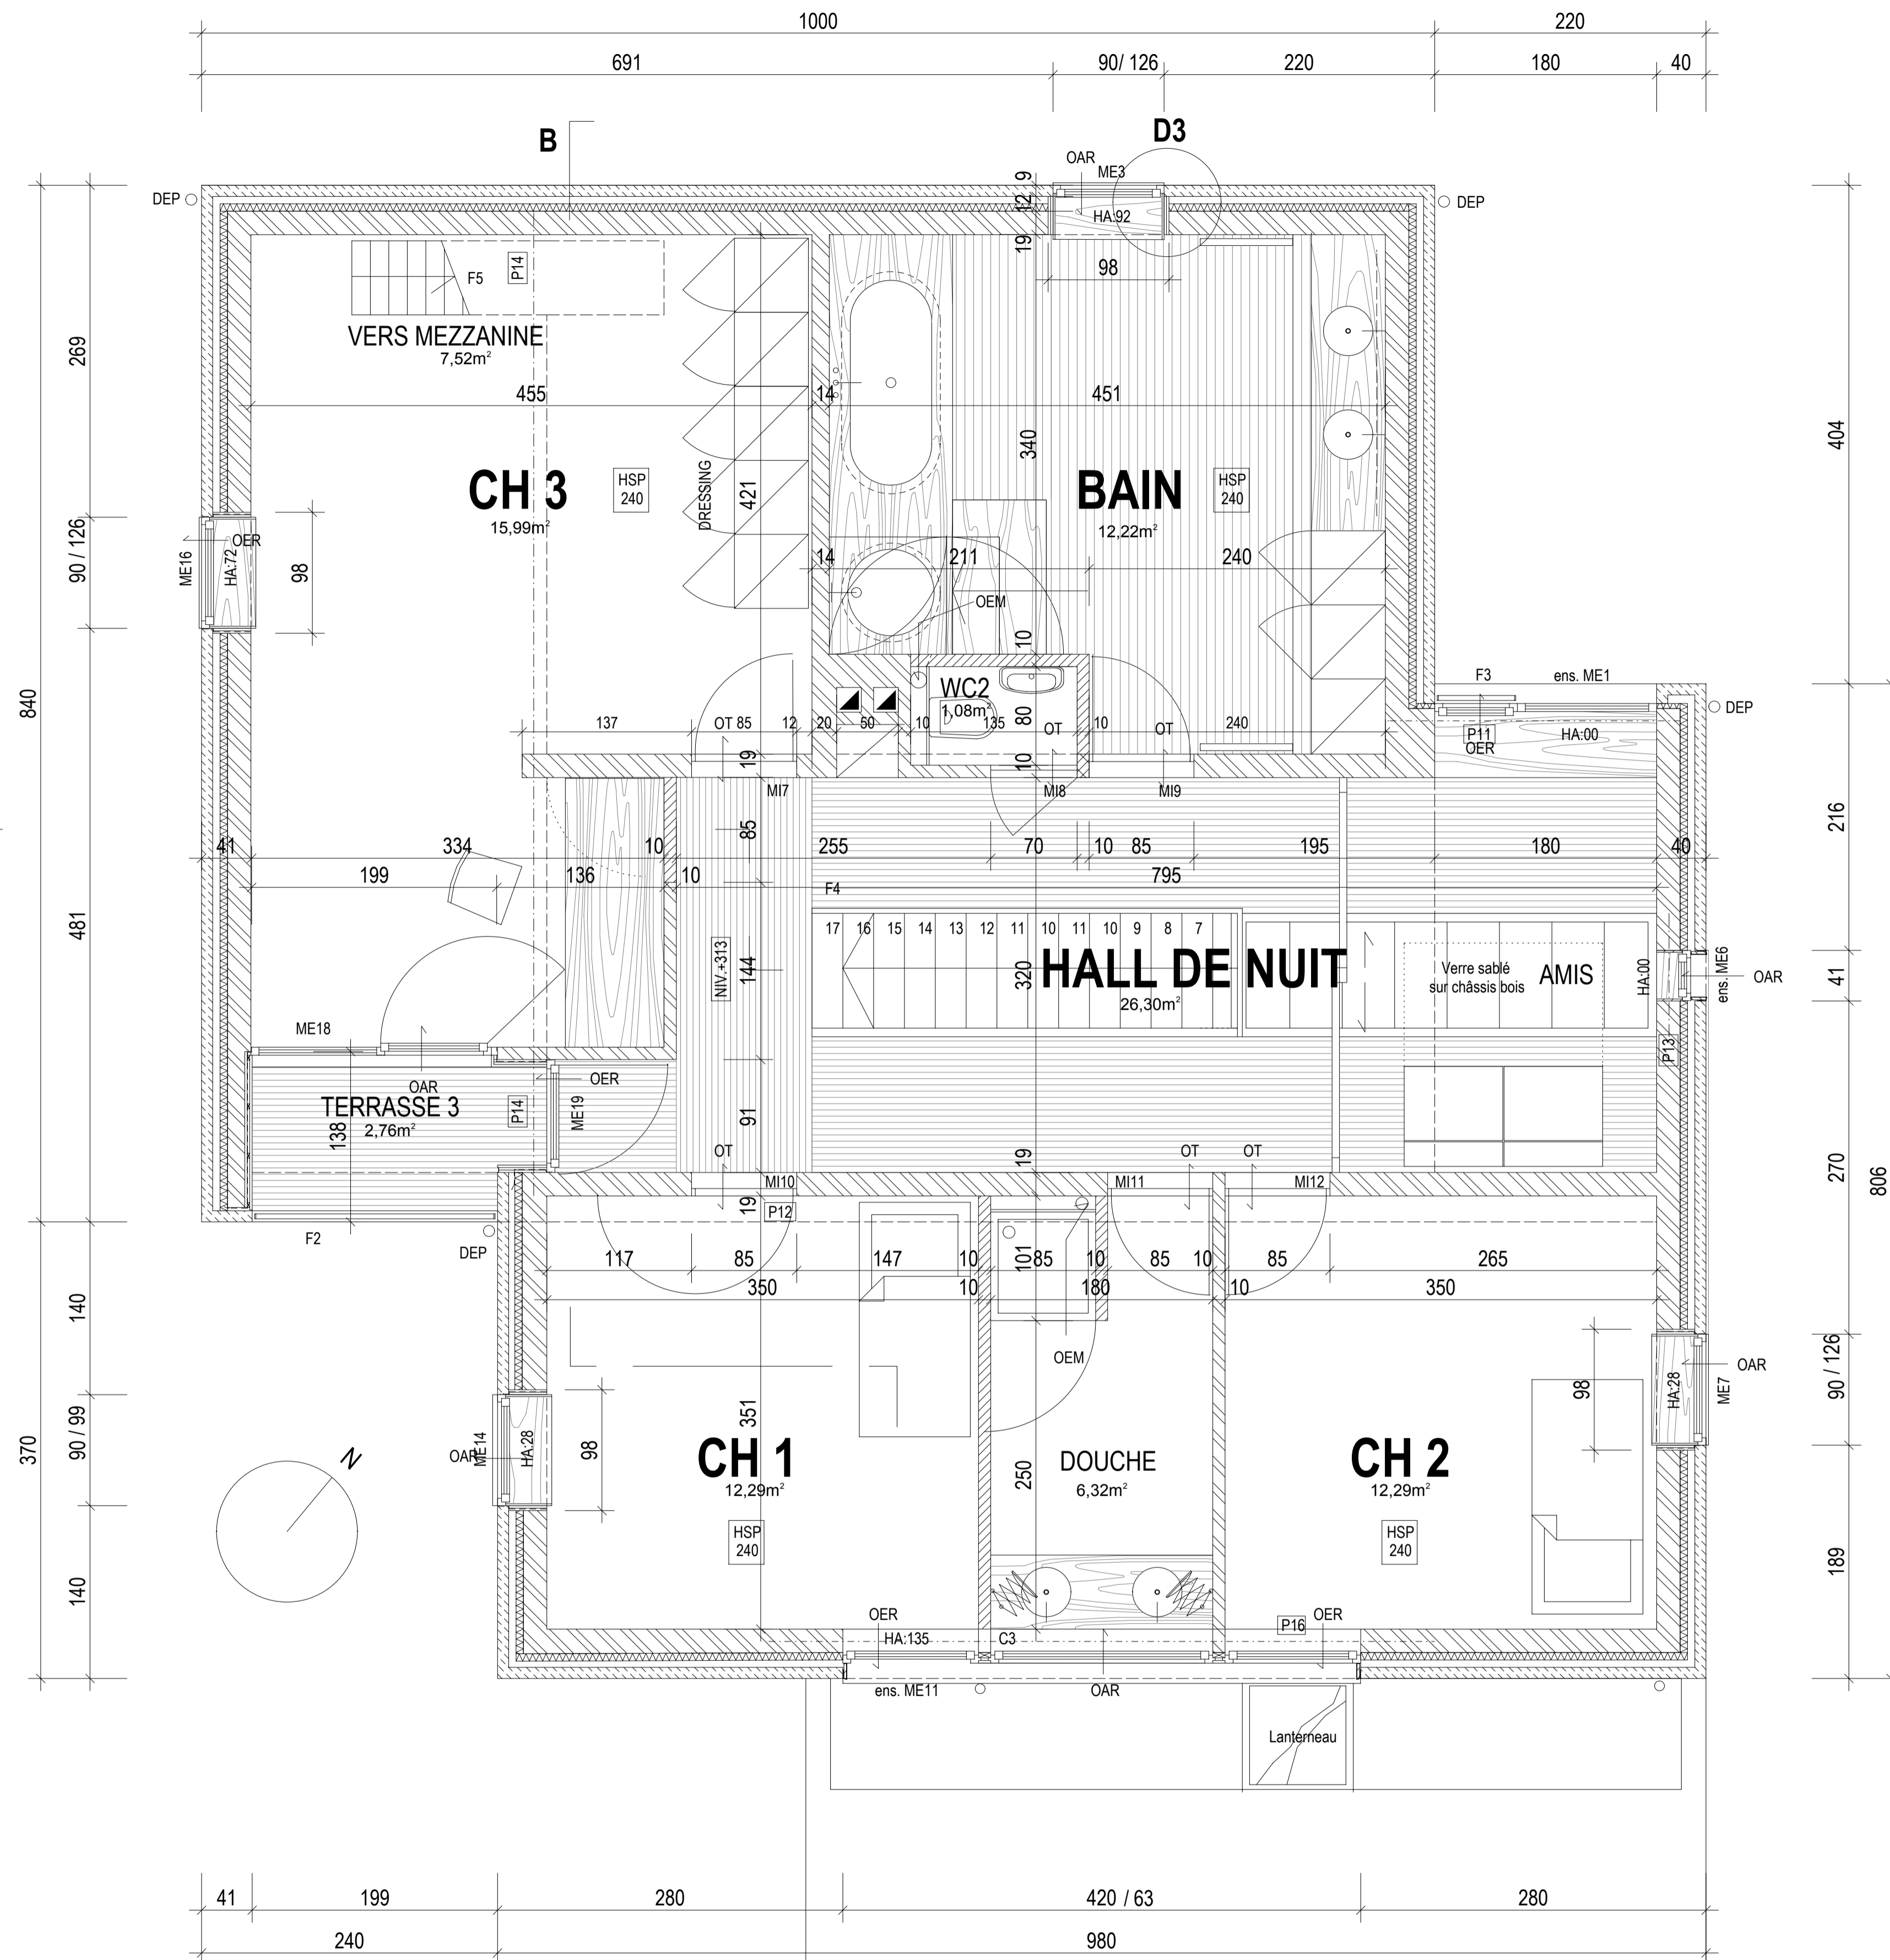 1000
220
691
90/ 126
220
180
40
B
D3
OAR
ME3
DEP
DEP
9
12
19
HA:92
98
F5
P14
VERS MEZZANINE
7,52m²
269
455
14
451
404
340
CH 3
15,99m²
HSP
240
DRESSING
421
BAIN
12,22m²
HSP
240
90 / 126
ME16
OER
HA:72
98
14
211
240
OEM
10
840
WC2
1,08m²
80
F3
ens. ME1
DEP
137
OT 85
12
20
50
10
135
OT
10
OT
240
P11
OER
HA:00
19
10
MI7
MI8
MI9
85
216
41
334
10
255
70
10
85
195
180
40
199
136
10
795
F4
481
17
16
15
14
13
12
11
10
11
10
9
8
7
NIV.+313
144
320
HALL DE NUIT
26,30m²
Verre sablé
sur châssis bois
AMIS
HA:00
ens. ME6
OAR
41
P13
ME18
OAR
OER
TERRASSE 3
2,76m²
138
P14
ME19
91
OT
19
OT
OT
270
806
MI10
19
P12
MI11
MI12
F2
DEP
117
85
147
10
101
85
10
85
10
85
265
350
10
180
10
350
140
OEM
98
HA:28
ME7
OAR
90 / 126
370
90 / 99
OAR
ME14
HA:28
98
351
250
CH 1
12,29m²
DOUCHE
6,32m²
CH 2
12,29m²
N
HSP
240
HSP
240
189
140
OER
HA:135
C3
P16
OER
ens. ME11
OAR
Lanterneau
41
199
280
420 / 63
280
240
980